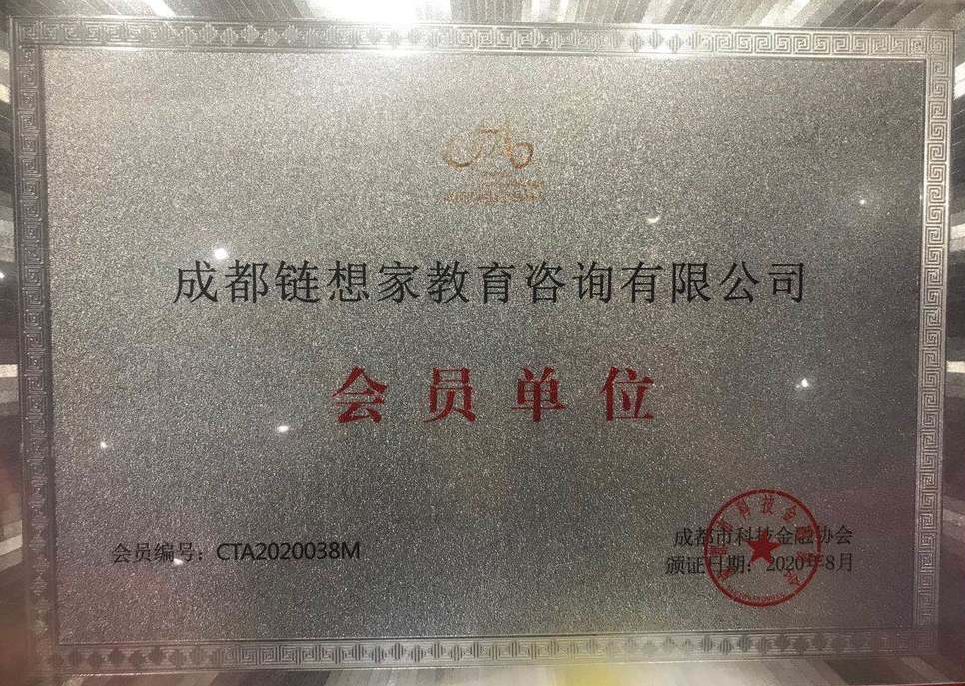 成都链想家教育咨询有限公司
会员单位
会员编号：CTA2020038M
成都市科技金融协会
颁证日期：2020年8月